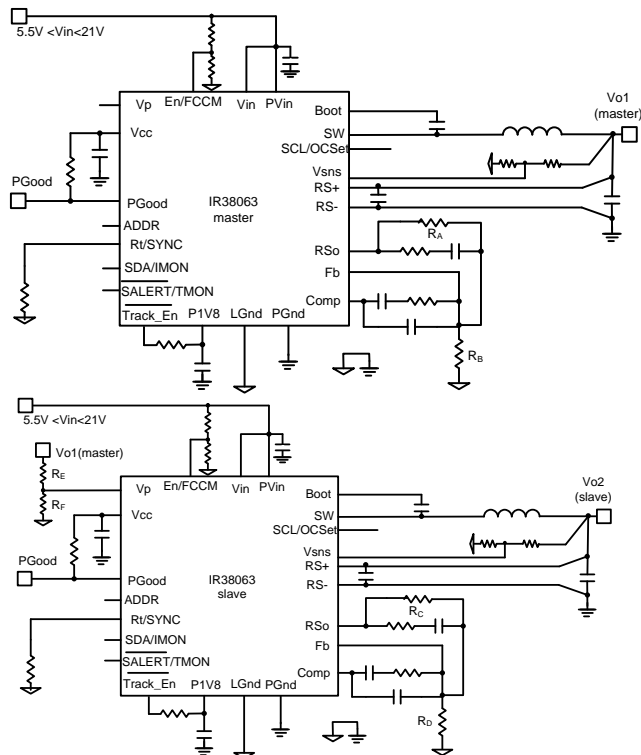 5.5V <Vin<21V
Vp
En/FCCM
Vin
PVin
Boot
Vo1
(master)
Vcc
SW
SCL/OCSet
Vsns
RS+
PGood
PGood
IR38063
master
RS-
ADDR
Rt/SYNC
RSo
RA
SDA/IMON
Fb
SALERT/TMON
Comp
Track_En
P1V8
LGnd
PGnd
RB
5.5V <Vin<21V
Vo1(master)
RE
RF
Vp
En/FCCM
Vin
PVin
Boot
Vo2
(slave)
Vcc
SW
SCL/OCSet
Vsns
RS+
PGood
PGood
IR38063
slave
RS-
ADDR
Rt/SYNC
RSo
RC
SDA/IMON
Fb
SALERT/TMON
Comp
Track_En
P1V8
LGnd
PGnd
RD